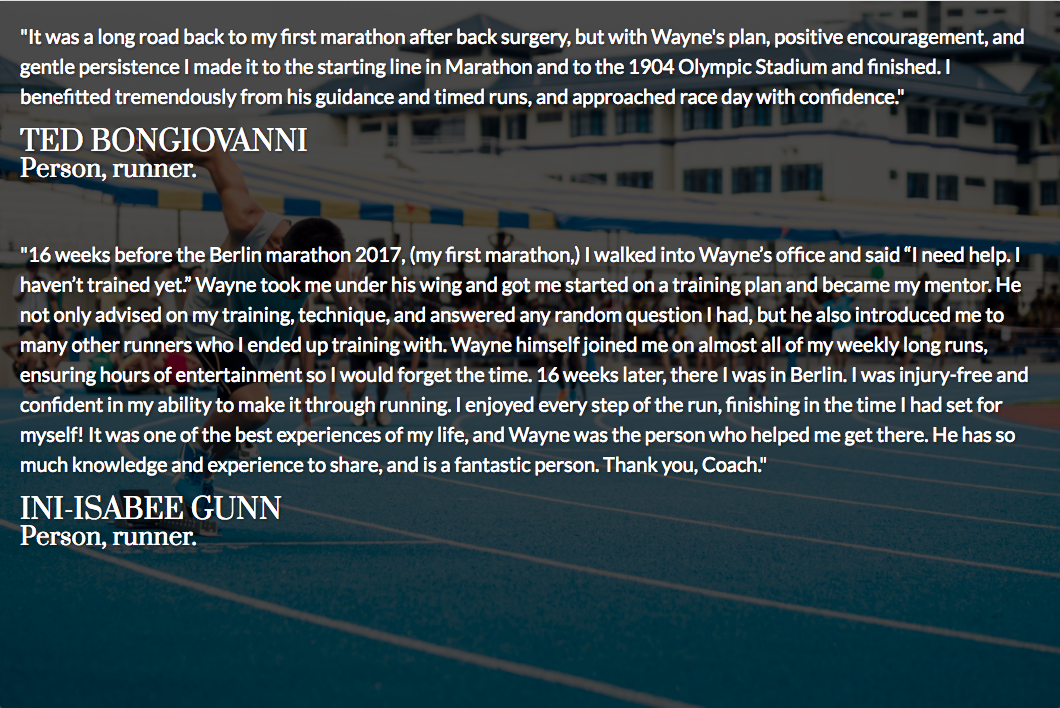 "It was a long road back to my first marathon after back surgery, but with Wayne's plan, positive encouragement, and
gentle persistence I made it to the starting line in Marathon and to the 1904 Olympic Stadium and finished. I
benefitted tremendously from his guidance and timed runs, and approached race day with confidence."
TED BONGIOVANNI
Person, runner.
"16 weeks before the Berlin marathon 2017, (my first marathon,) I walked into Wayne’s office and said “I need help. I
haven’t trained yet.” Wayne took me under his wing and got me started on a training plan and became my mentor. He
not only advised on my training, technique, and answered any random question I had, but he also introduced me to
many other runners who I ended up training with. Wayne himself joined me on almost all of my weekly long runs,
ensuring hours of entertainment so I would forget the time. 16 weeks later, there I was in Berlin. I was injury-free and
confident in my ability to make it through running. I enjoyed every step of the run, finishing in the time I had set for
myself! It was one of the best experiences of my life, and Wayne was the person who helped me get there. He has so
much knowledge and experience to share, and is a fantastic person. Thank you, Coach."
INI-ISABEE GUNN
Person, runner.